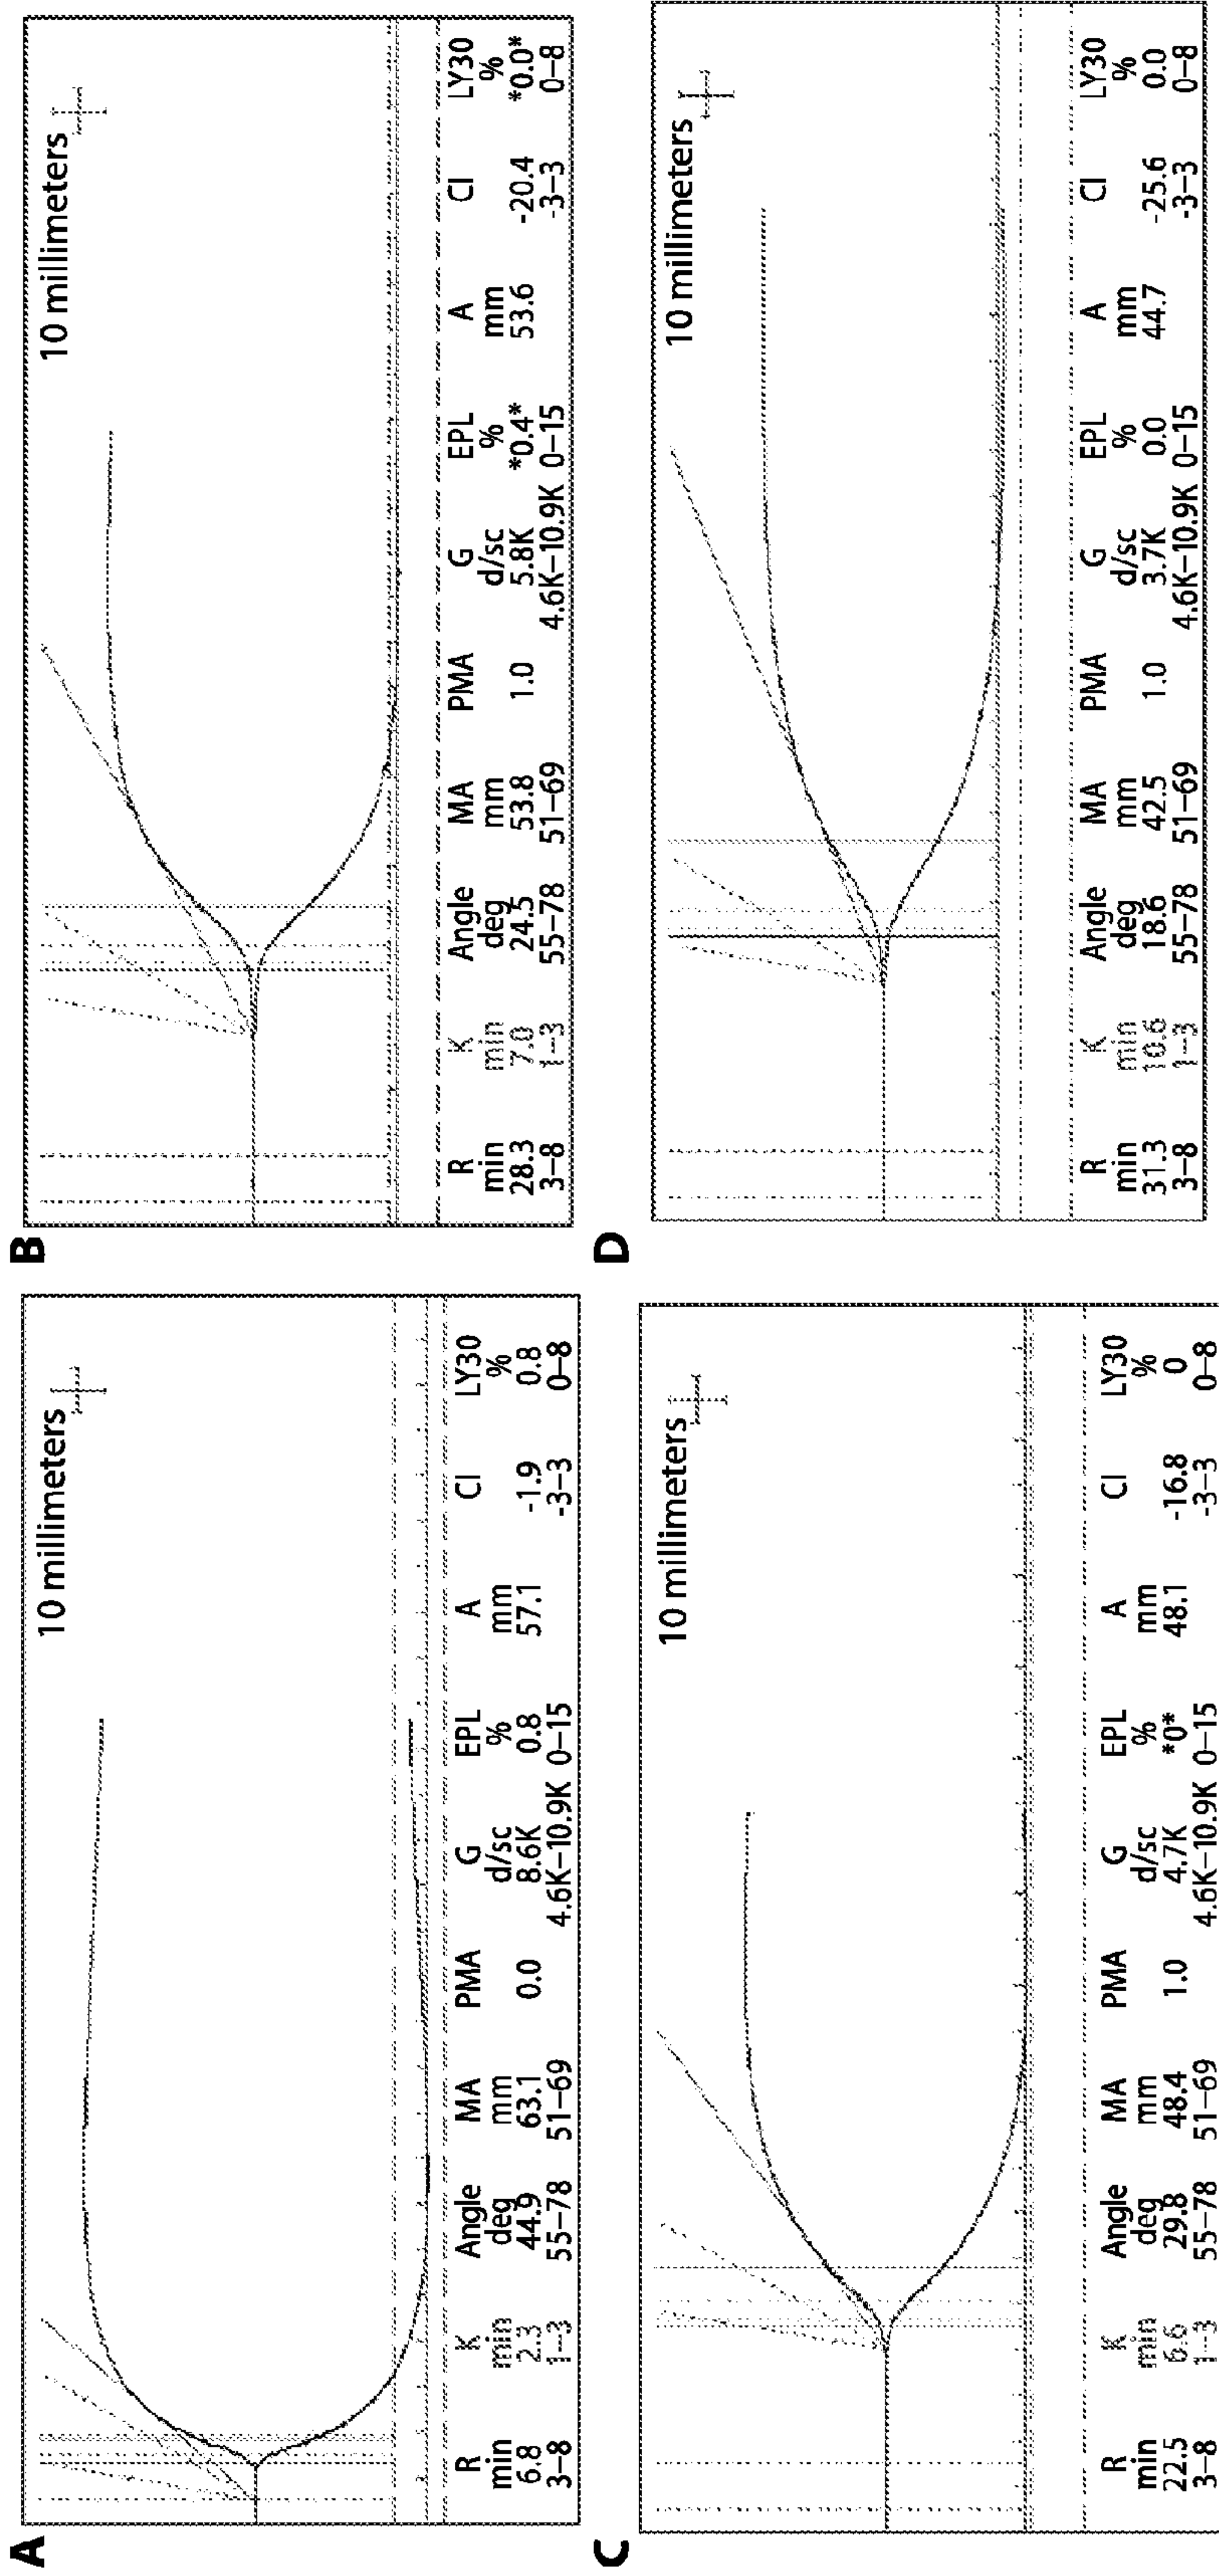 A
10 millimeters
R K Angle MA PMA G EPL A CI LY30
min min deg mm d/sc % mm %
6.8 2.3 44.9 63.1 0.0 8.6K 0.8 57.1 -1.9 0.8
3–8 1–3 55–78 51–69 4.6K–10.9K 0–15 -3–3 0–8
B
10 millimeters
R K Angle MA PMA G EPL A CI LY30
min min deg mm d/sc % mm %
28.3 7.0 24.5 53.8 1.0 5.8K *0.4* 53.6 -20.4 *0.0*
3–8 1–3 55–78 51–69 4.6K–10.9K 0–15 -3–3 0–8
C
10 millimeters
R K Angle MA PMA G EPL A CI LY30
min min deg mm d/sc % mm %
22.5 6.6 29.8 48.4 1.0 4.7K *0* 48.1 -16.8 0
3–8 1–3 55–78 51–69 4.6K–10.9K 0–15 -3–3 0–8
D
10 millimeters
R K Angle MA PMA G EPL A CI LY30
min min deg mm d/sc % mm %
31.3 10.6 18.6 42.5 1.0 3.7K 0.0 44.7 -25.6 0.0
3–8 1–3 55–78 51–69 4.6K–10.9K 0–15 -3–3 0–8